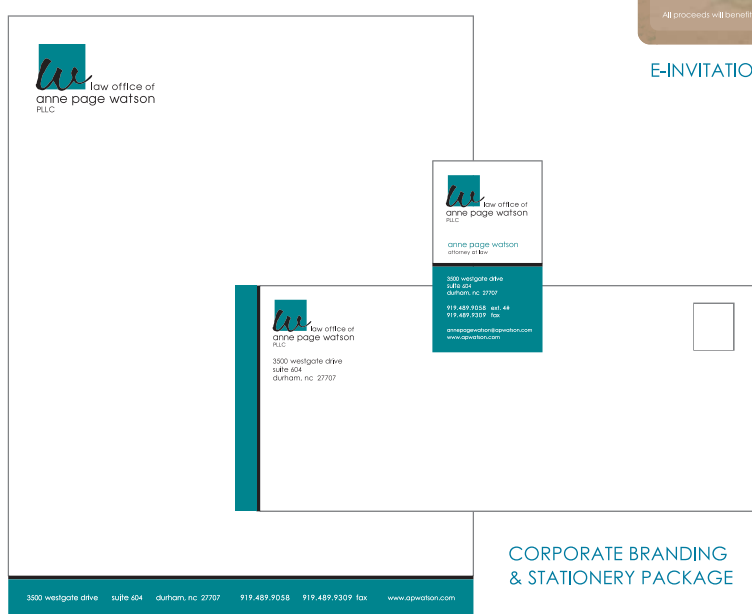 All proceeds will benefit
E-INVITATIO
w law office of
anne page watson
PLLC
w law office of
anne page watson
PLLC
anne page watson
attorney at law
3500 westgate drive
suite 604
durham, nc 27707
919.489.9058 ext. 4#
919.489.9309 fax
annepagewatson@apwatson.com
www.apwatson.com
w law office of
anne page watson
PLLC
3500 westgate drive
suite 604
durham, nc 27707
CORPORATE BRANDING
& STATIONERY PACKAGE
3500 westgate drive suite 604 durham, nc 27707 919.489.9058 919.489.9309 fax www.apwatson.com